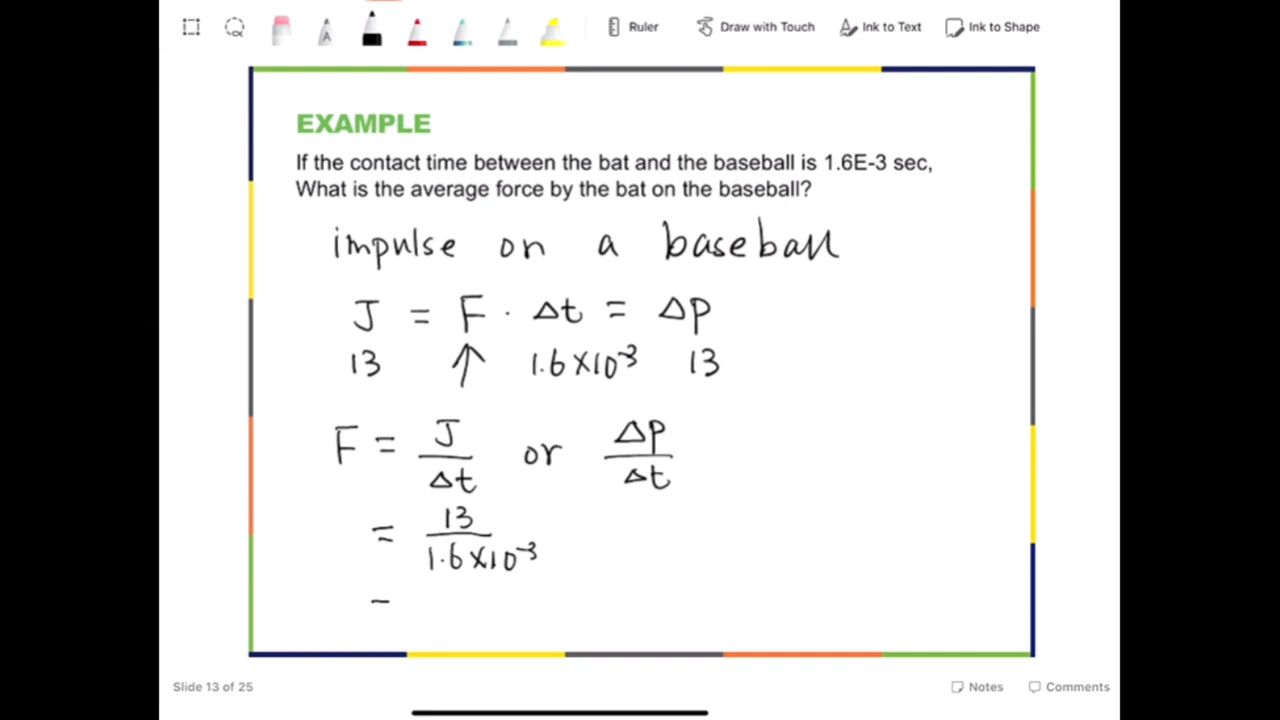 Ruler Draw with Touch Ink to Text Ink to Shape
EXAMPLE
If the contact time between the bat and the baseball is 1.6E-3 sec,
What is the average force by the bat on the baseball?
impulse on a baseball
J = F · Δt = Δp
13 ↑ 1.6×10⁻³ 13
F = J/Δt or Δp/Δt
= 13/1.6×10⁻³
−
Slide 13 of 25 Notes Comments